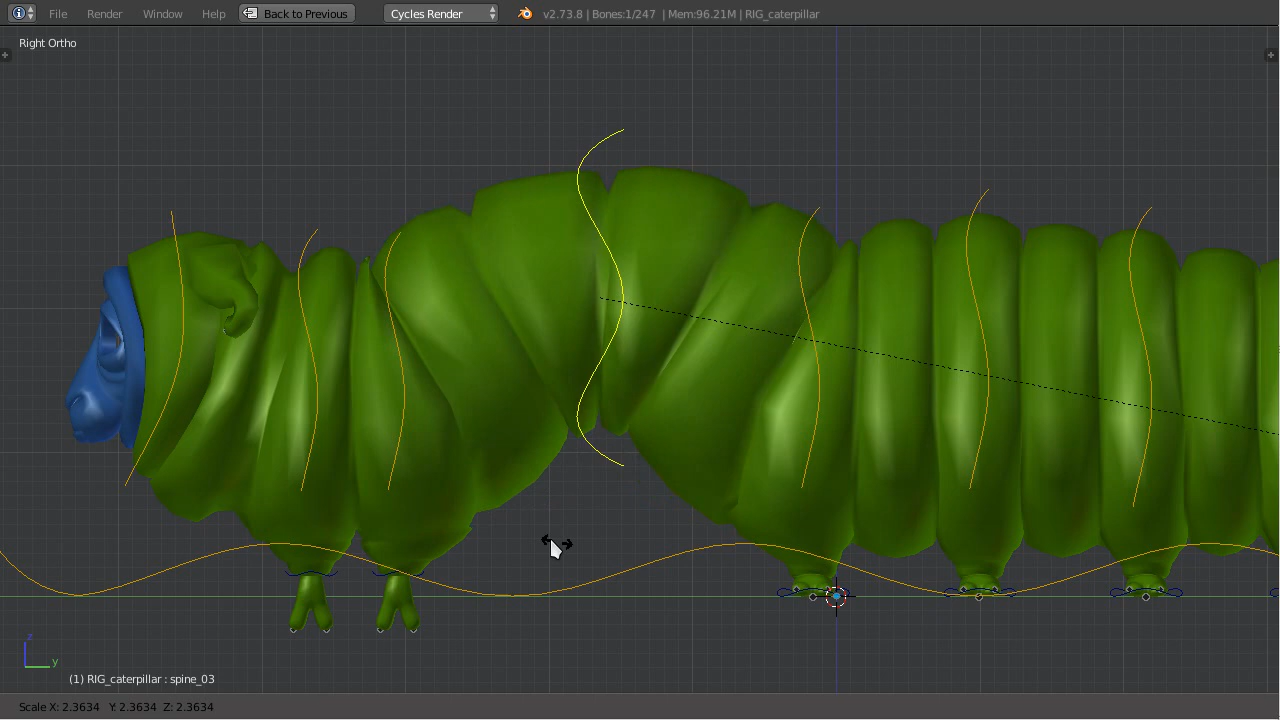 File Render Window Help Back to Previous Cycles Render v2.73.8 | Bones:1/247 | Mem:96.21M | RIG_caterpillar
Right Ortho
z
y
(1) RIG_caterpillar : spine_03
Scale X: 2.3634 Y: 2.3634 Z: 2.3634